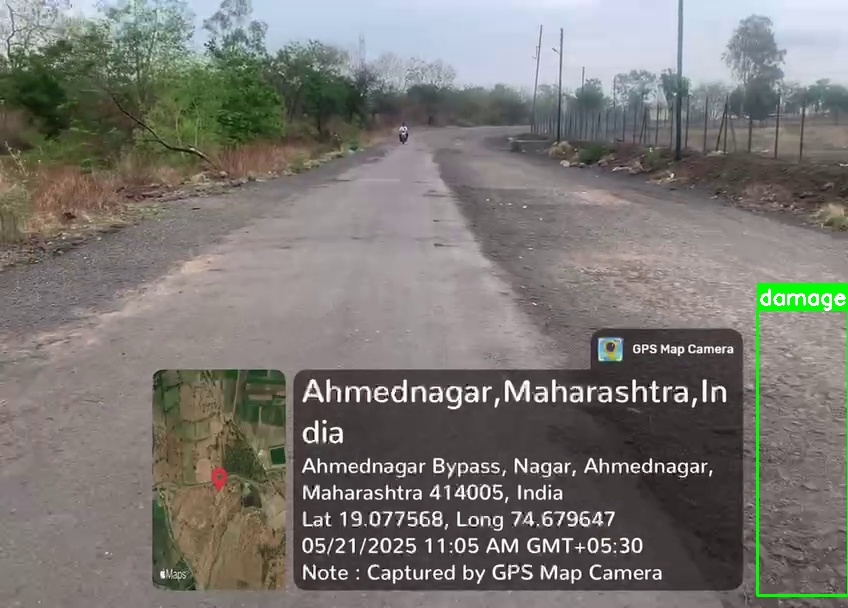 damage
GPS Map Camera
Ahmednagar,Maharashtra,In
dia
Ahmednagar Bypass, Nagar, Ahmednagar,
Maharashtra 414005, India
Lat 19.077568, Long 74.679647
05/21/2025 11:05 AM GMT+05:30
Note : Captured by GPS Map Camera
Maps